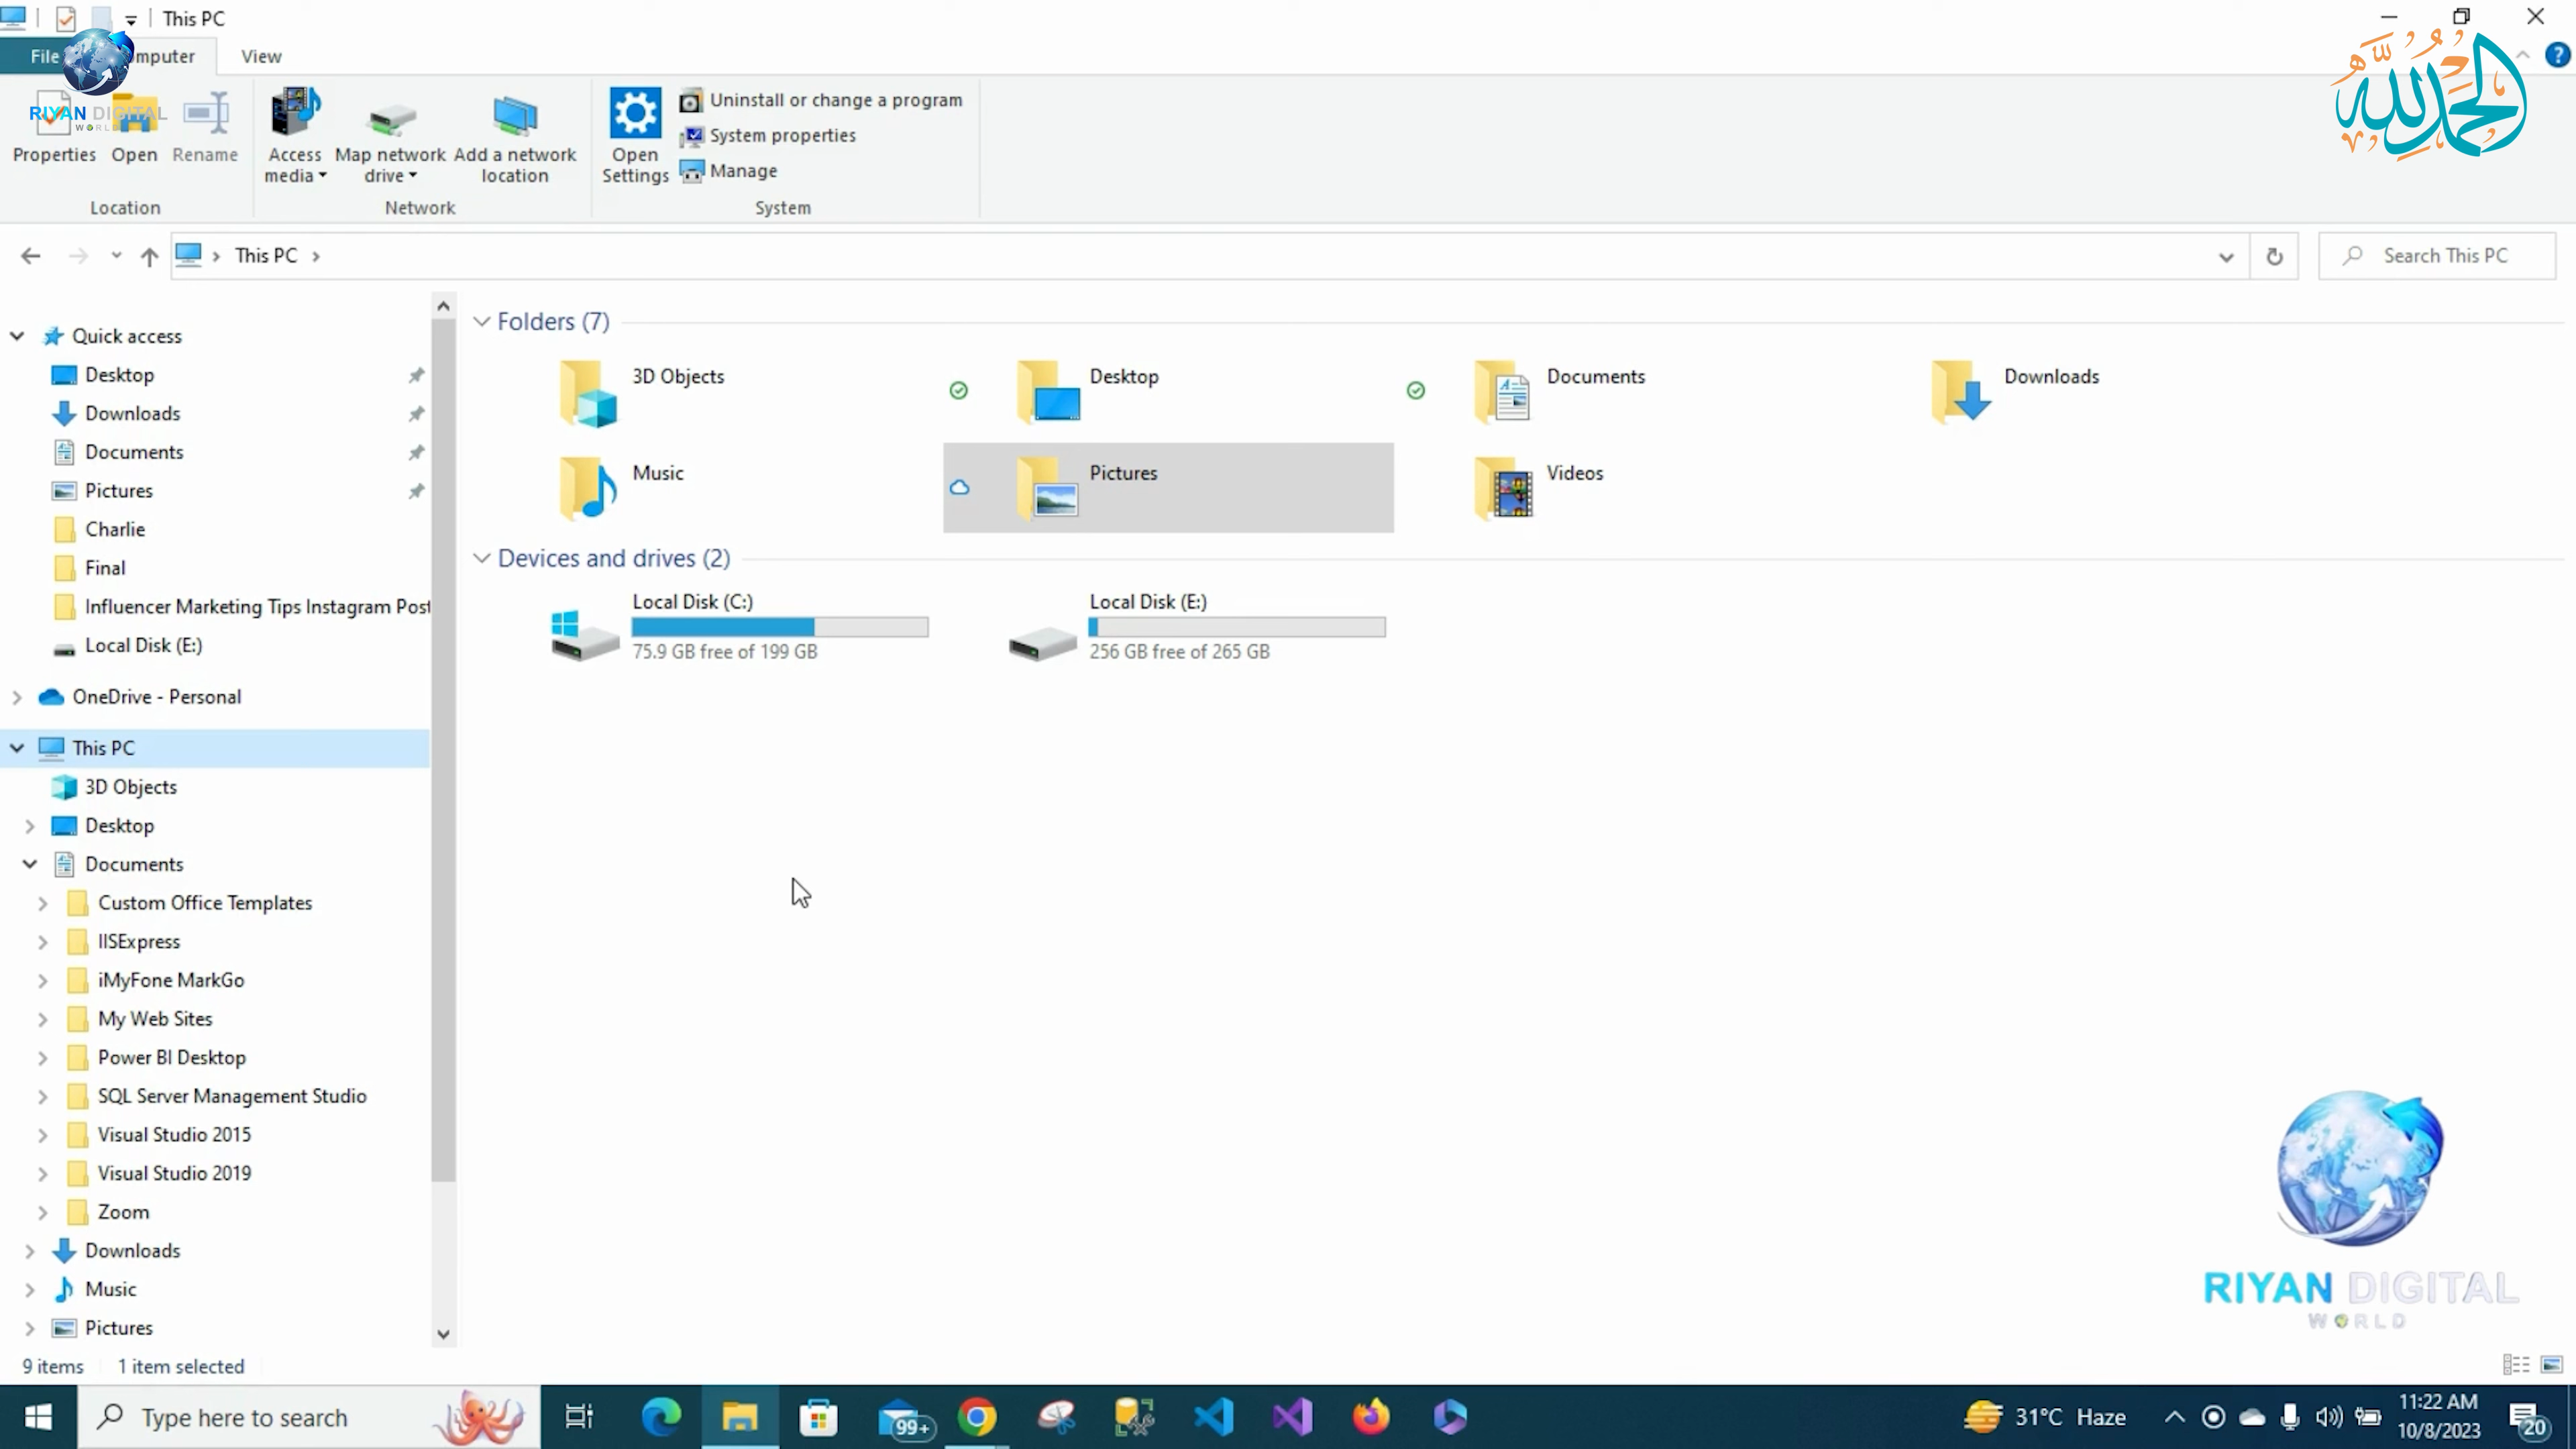 This PC
File
mputer
View
RIYAN DIGITAL
WORLD
Properties
Open
Rename
Location
Access media
Map network drive
Add a network location
Network
Open Settings
Uninstall or change a program
System properties
Manage
System
الحمدلله
This PC
Search This PC
Quick access
Desktop
Downloads
Documents
Pictures
Charlie
Final
Influencer Marketing Tips Instagram Post
Local Disk (E:)
OneDrive - Personal
This PC
3D Objects
Desktop
Documents
Custom Office Templates
IISExpress
iMyFone MarkGo
My Web Sites
Power BI Desktop
SQL Server Management Studio
Visual Studio 2015
Visual Studio 2019
Zoom
Downloads
Music
Pictures
Folders (7)
3D Objects
Desktop
Documents
Downloads
Music
Pictures
Videos
Devices and drives (2)
Local Disk (C:)
75.9 GB free of 199 GB
Local Disk (E:)
256 GB free of 265 GB
RIYAN DIGITAL
WORLD
9 items
1 item selected
Type here to search
99+
31°C Haze
11:22 AM
10/8/2023
20